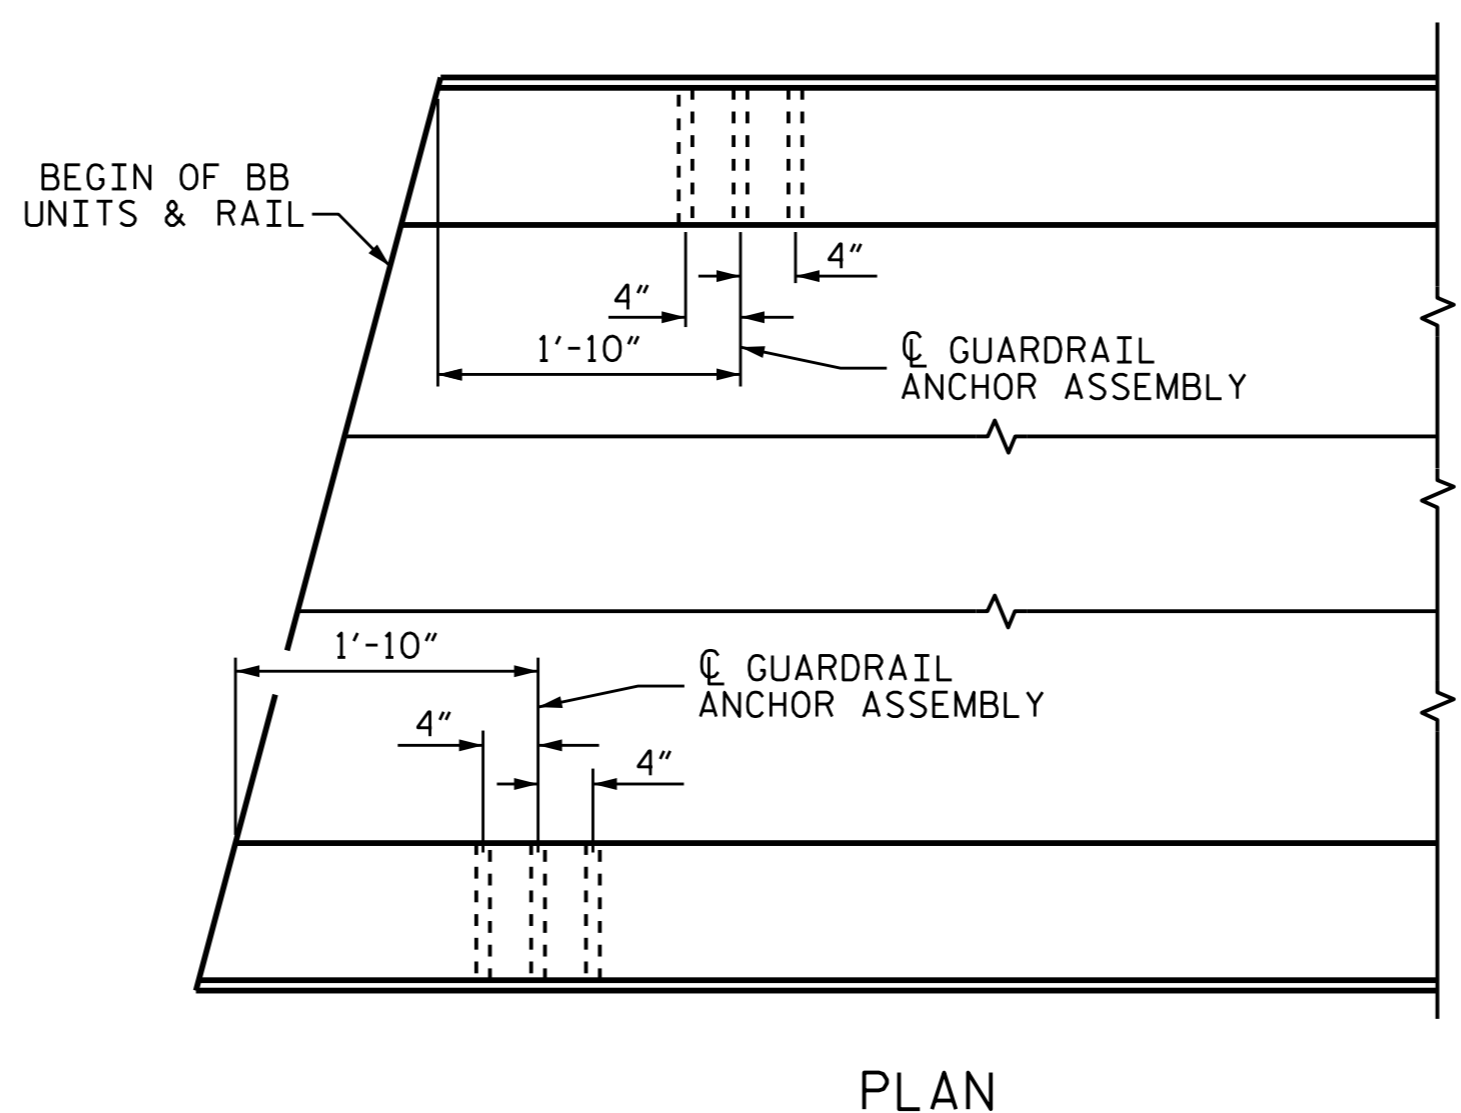 BEGIN OF BB
UNITS & RAIL
4″
4″
1′-10″
℄ GUARDRAIL
ANCHOR ASSEMBLY
1′-10″
℄ GUARDRAIL
ANCHOR ASSEMBLY
4″
4″
PLAN